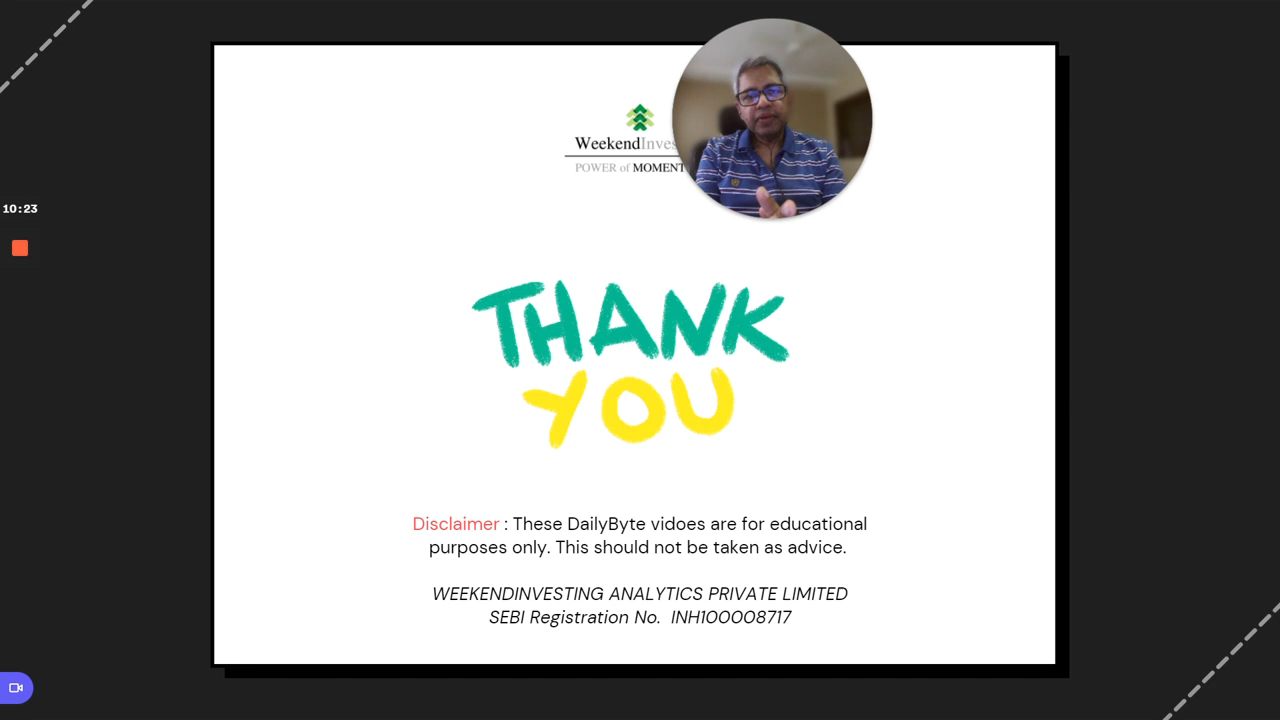 WeekendInves
POWER of MOMENT
10:23
THANK
YOU
Disclaimer : These DailyByte vidoes are for educational
purposes only. This should not be taken as advice.
WEEKENDINVESTING ANALYTICS PRIVATE LIMITED
SEBI Registration No. INH100008717